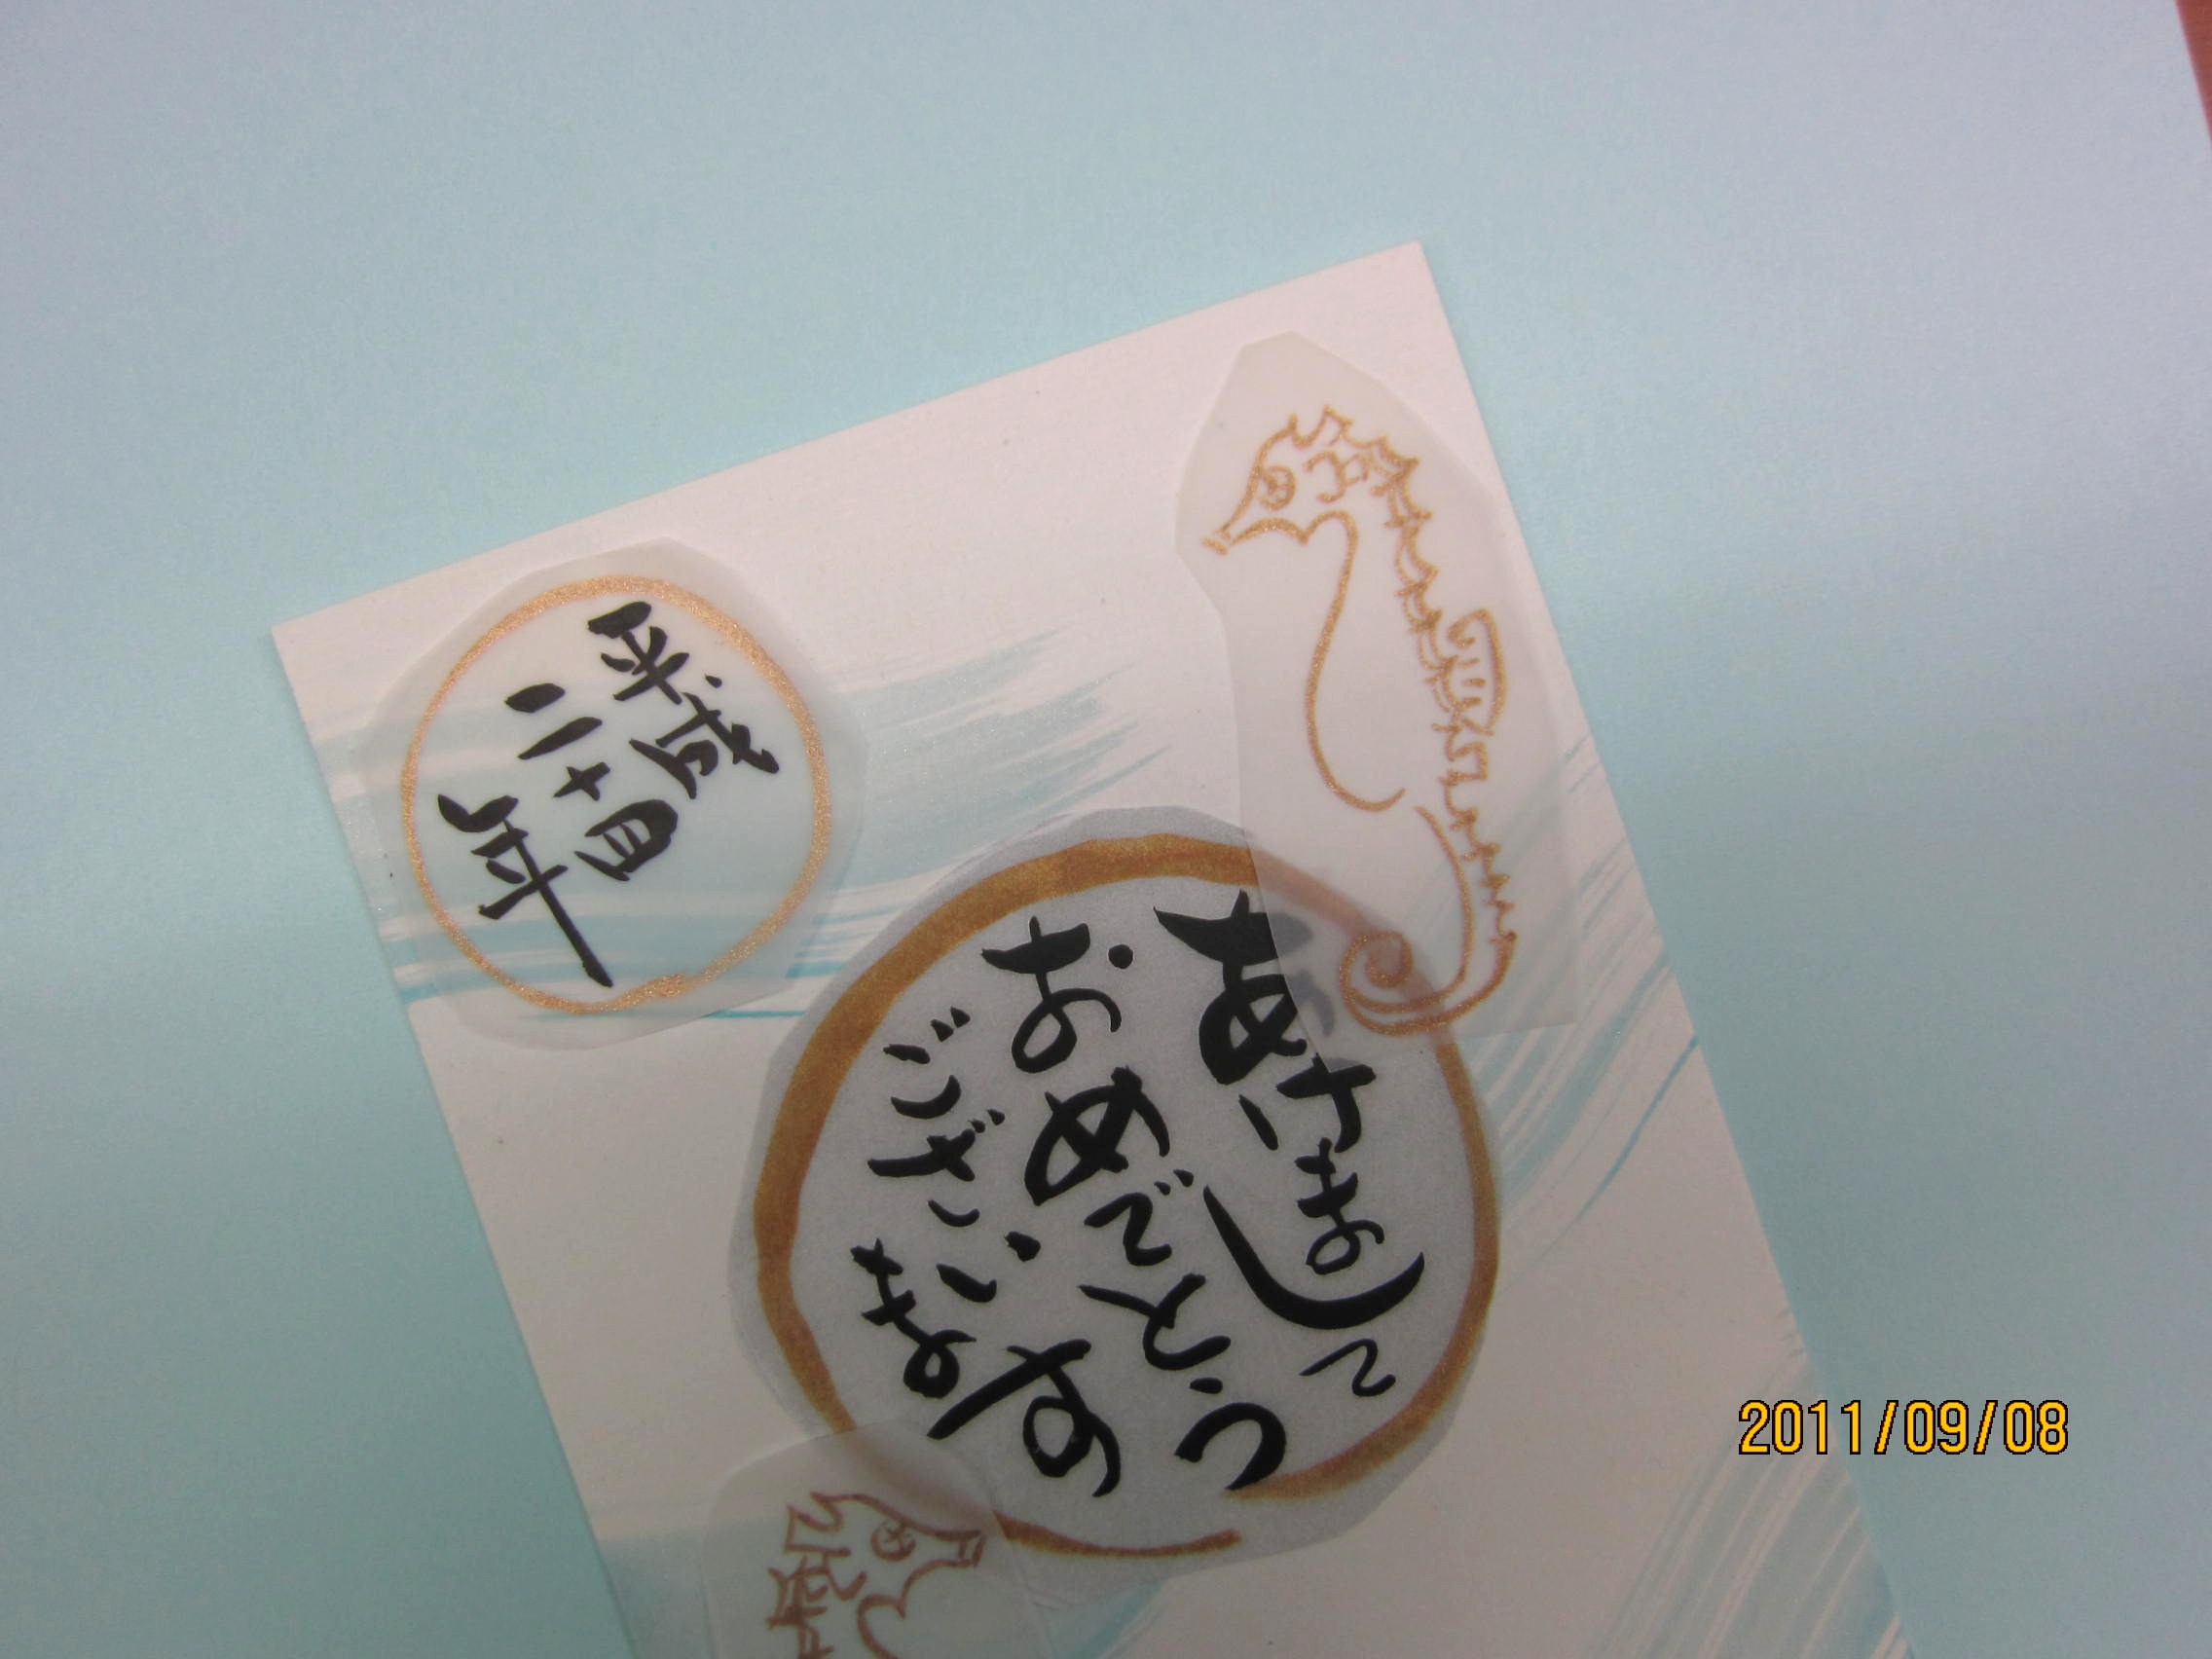 平成
二十四
年
あけまして
おめでとう
ございます
2011/09/08